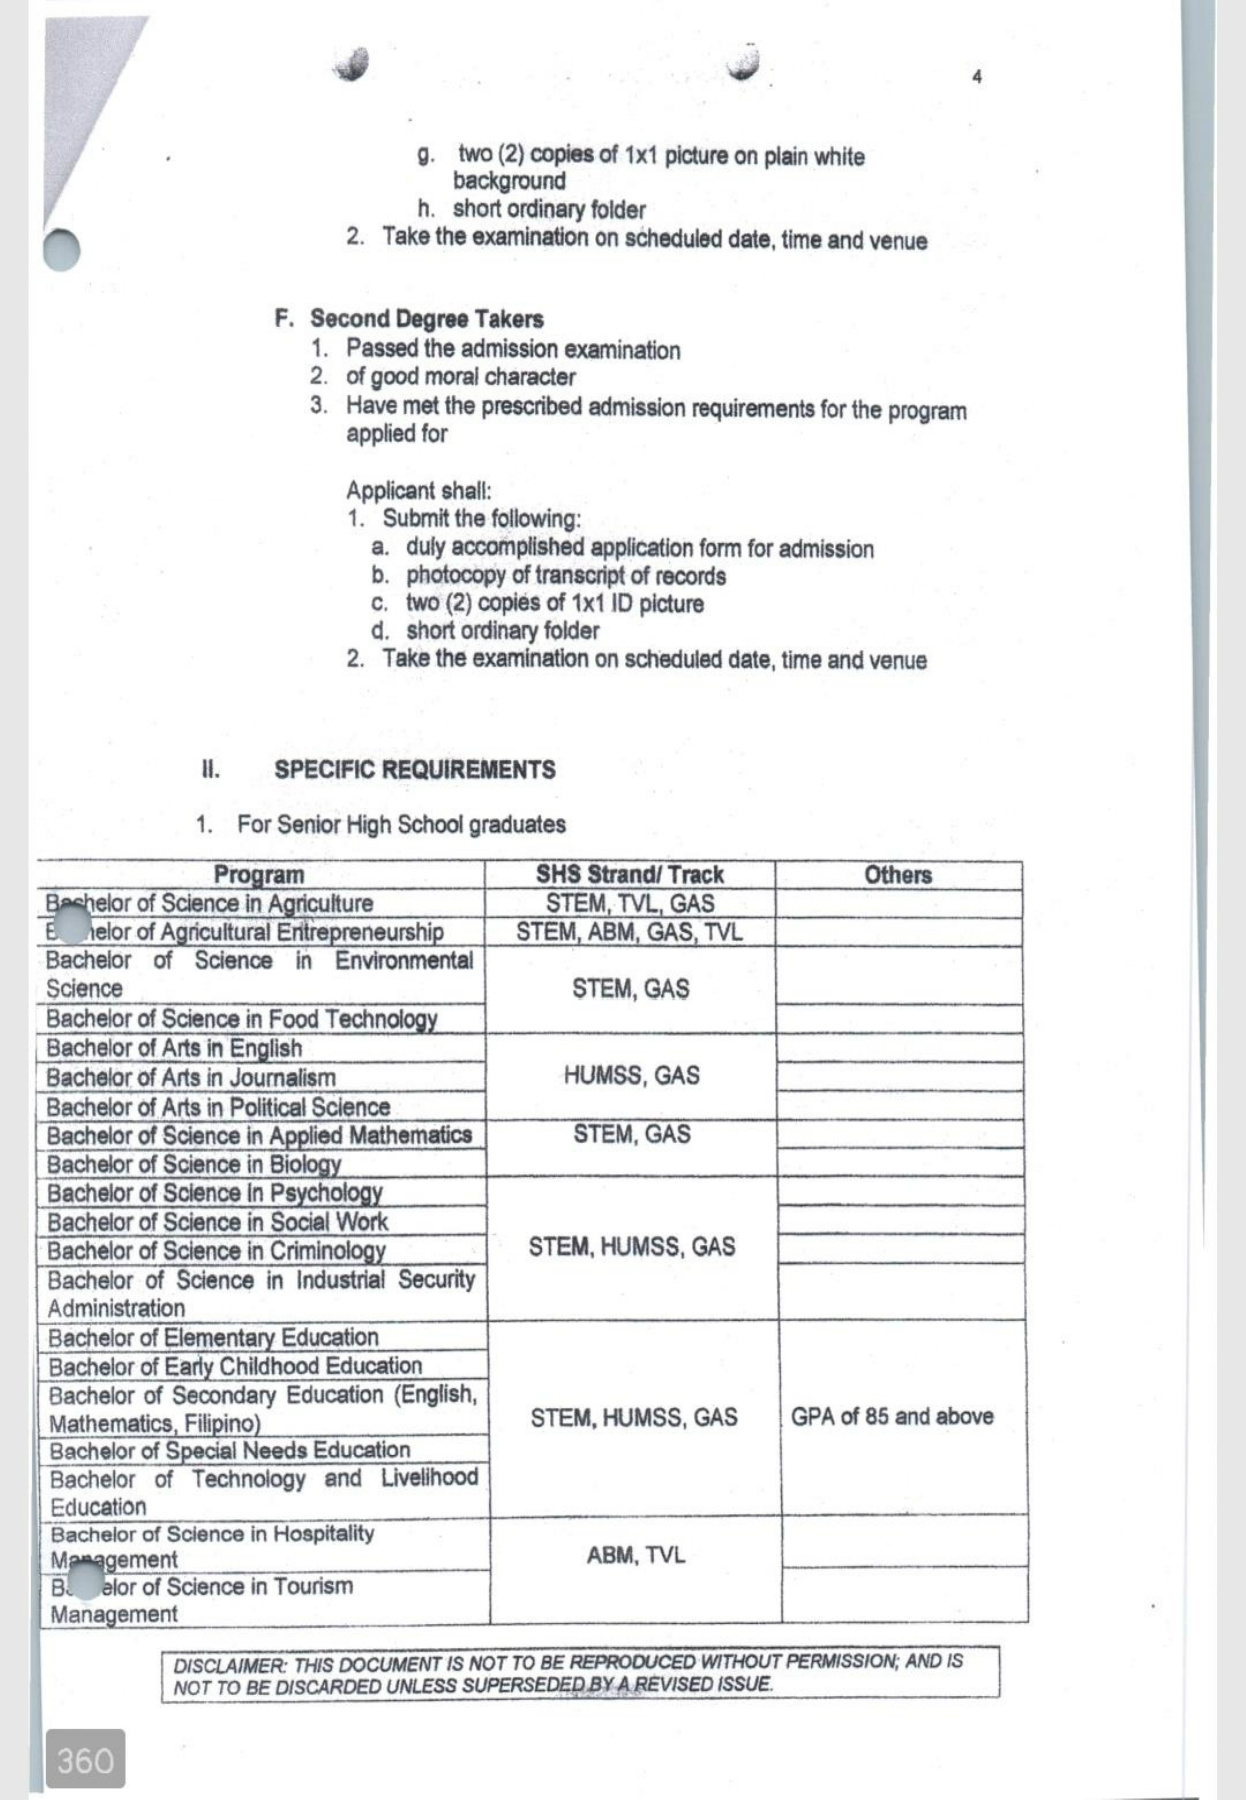 4
g. two (2) copies of 1x1 picture on plain white
background
h. short ordinary folder
2. Take the examination on scheduled date, time and venue
F. Second Degree Takers
1. Passed the admission examination
2. of good moral character
3. Have met the prescribed admission requirements for the program
applied for
Applicant shall:
1. Submit the following:
a. duly accomplished application form for admission
b. photocopy of transcript of records
c. two (2) copies of 1x1 ID picture
d. short ordinary folder
2. Take the examination on scheduled date, time and venue
II. SPECIFIC REQUIREMENTS
1. For Senior High School graduates
Program SHS Strand/ Track Others
Bachelor of Science in Agriculture STEM, TVL, GAS
of Agricultural Entrepreneurship STEM, ABM, GAS, TVL
Bachelor of Science in Environmental
Science
STEM, GAS
Bachelor of Science in Food Technology
Bachelor of Arts in English
Bachelor of Arts in Journalism HUMSS, GAS
Bachelor of Arts in Political Science
Bachelor of Science in Applied Mathematics STEM, GAS
Bachelor of Science in Biology
Bachelor of Science in Psychology
Bachelor of Science in Social Work
Bachelor of Science in Criminology STEM, HUMSS, GAS
Bachelor of Science in Industrial Security
Administration
Bachelor of Elementary Education
Bachelor of Early Childhood Education
Bachelor of Secondary Education (English,
Mathematics, Filipino) STEM, HUMSS, GAS GPA of 85 and above
Bachelor of Special Needs Education
Bachelor of Technology and Livelihood
Education
Bachelor of Science in Hospitality
Management ABM, TVL
of Science in Tourism
Management
DISCLAIMER: THIS DOCUMENT IS NOT TO BE REPRODUCED WITHOUT PERMISSION; AND IS
NOT TO BE DISCARDED UNLESS SUPERSEDED BY A REVISED ISSUE.
360